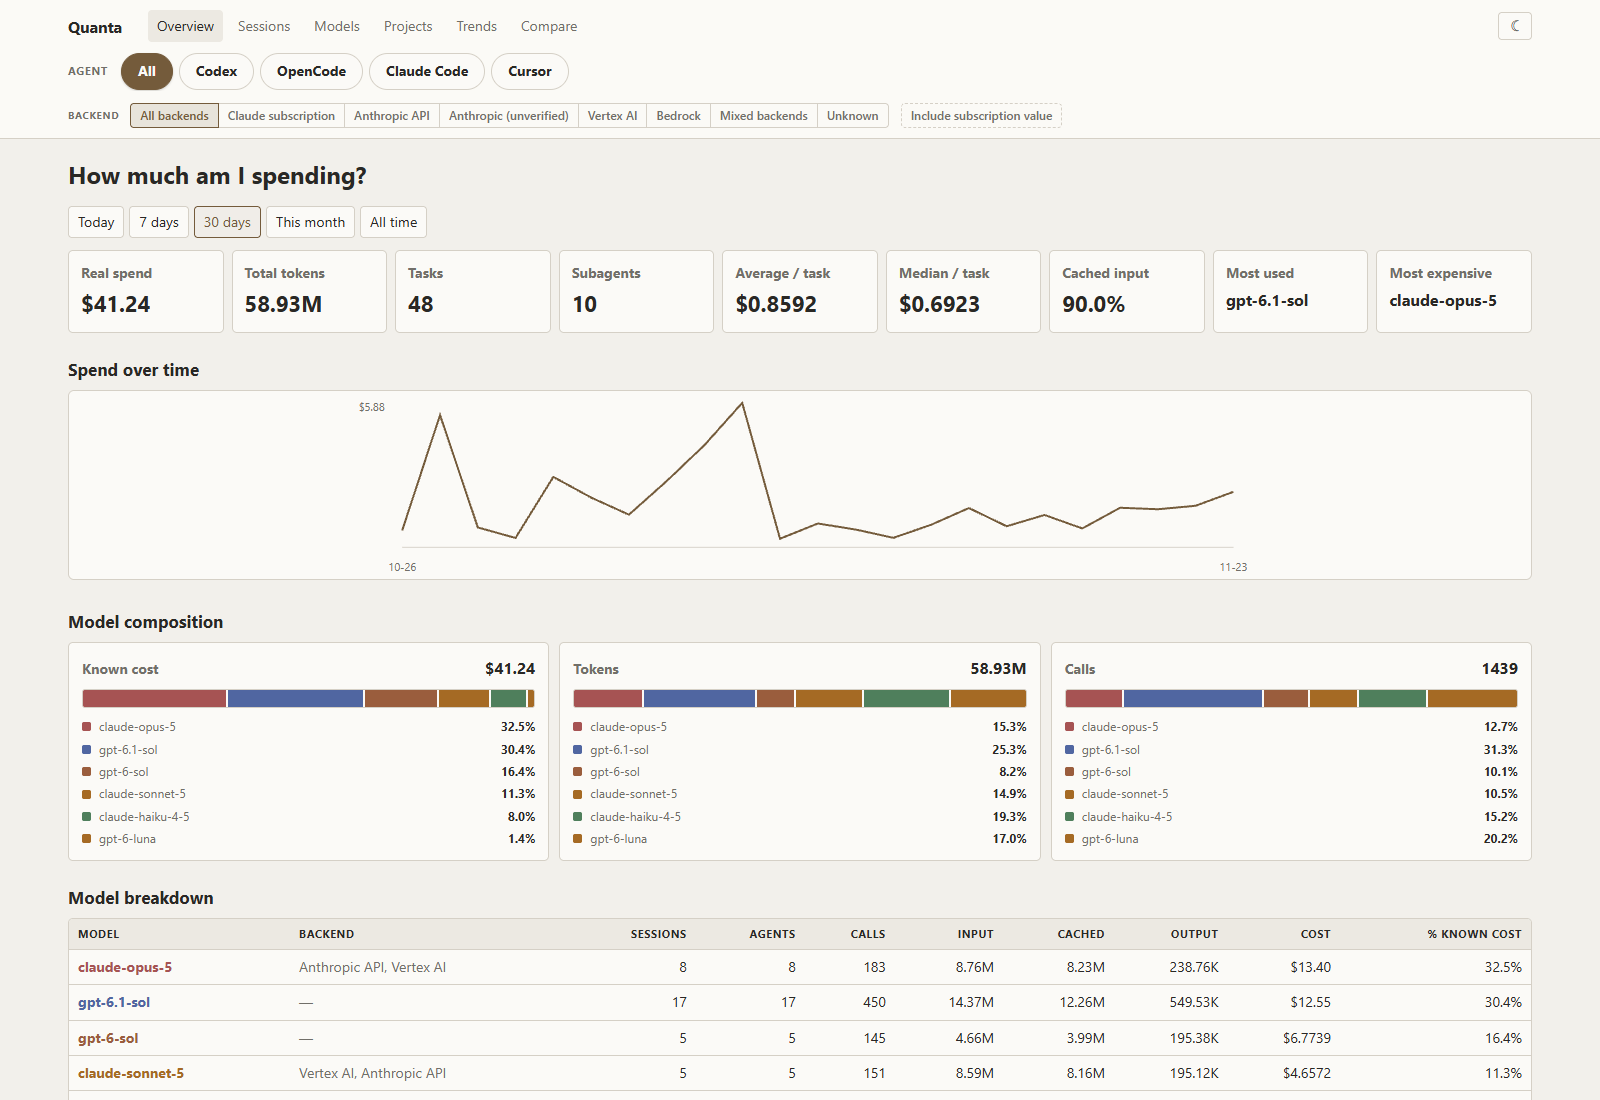 Quanta Overview Sessions Models Projects Trends Compare
AGENT All Codex OpenCode Claude Code Cursor
BACKEND All backends Claude subscription Anthropic API Anthropic (unverified) Vertex AI Bedrock Mixed backends Unknown Include subscription value
How much am I spending?
Today 7 days 30 days This month All time
Real spend Total tokens Tasks Subagents Average / task Median / task Cached input Most used Most expensive
$41.24 58.93M 48 10 $0.8592 $0.6923 90.0% gpt-6.1-sol claude-opus-5
Spend over time
$5.88
10-26 11-23
Model composition
Known cost $41.24
claude-opus-5 32.5%
gpt-6.1-sol 30.4%
gpt-6-sol 16.4%
claude-sonnet-5 11.3%
claude-haiku-4-5 8.0%
gpt-6-luna 1.4%
Tokens 58.93M
claude-opus-5 15.3%
gpt-6.1-sol 25.3%
gpt-6-sol 8.2%
claude-sonnet-5 14.9%
claude-haiku-4-5 19.3%
gpt-6-luna 17.0%
Calls 1439
claude-opus-5 12.7%
gpt-6.1-sol 31.3%
gpt-6-sol 10.1%
claude-sonnet-5 10.5%
claude-haiku-4-5 15.2%
gpt-6-luna 20.2%
Model breakdown
MODEL BACKEND SESSIONS AGENTS CALLS INPUT CACHED OUTPUT COST % KNOWN COST
claude-opus-5 Anthropic API, Vertex AI 8 8 183 8.76M 8.23M 238.76K $13.40 32.5%
gpt-6.1-sol — 17 17 450 14.37M 12.26M 549.53K $12.55 30.4%
gpt-6-sol — 5 5 145 4.66M 3.99M 195.38K $6.7739 16.4%
claude-sonnet-5 Vertex AI, Anthropic API 5 5 151 8.59M 8.16M 195.12K $4.6572 11.3%